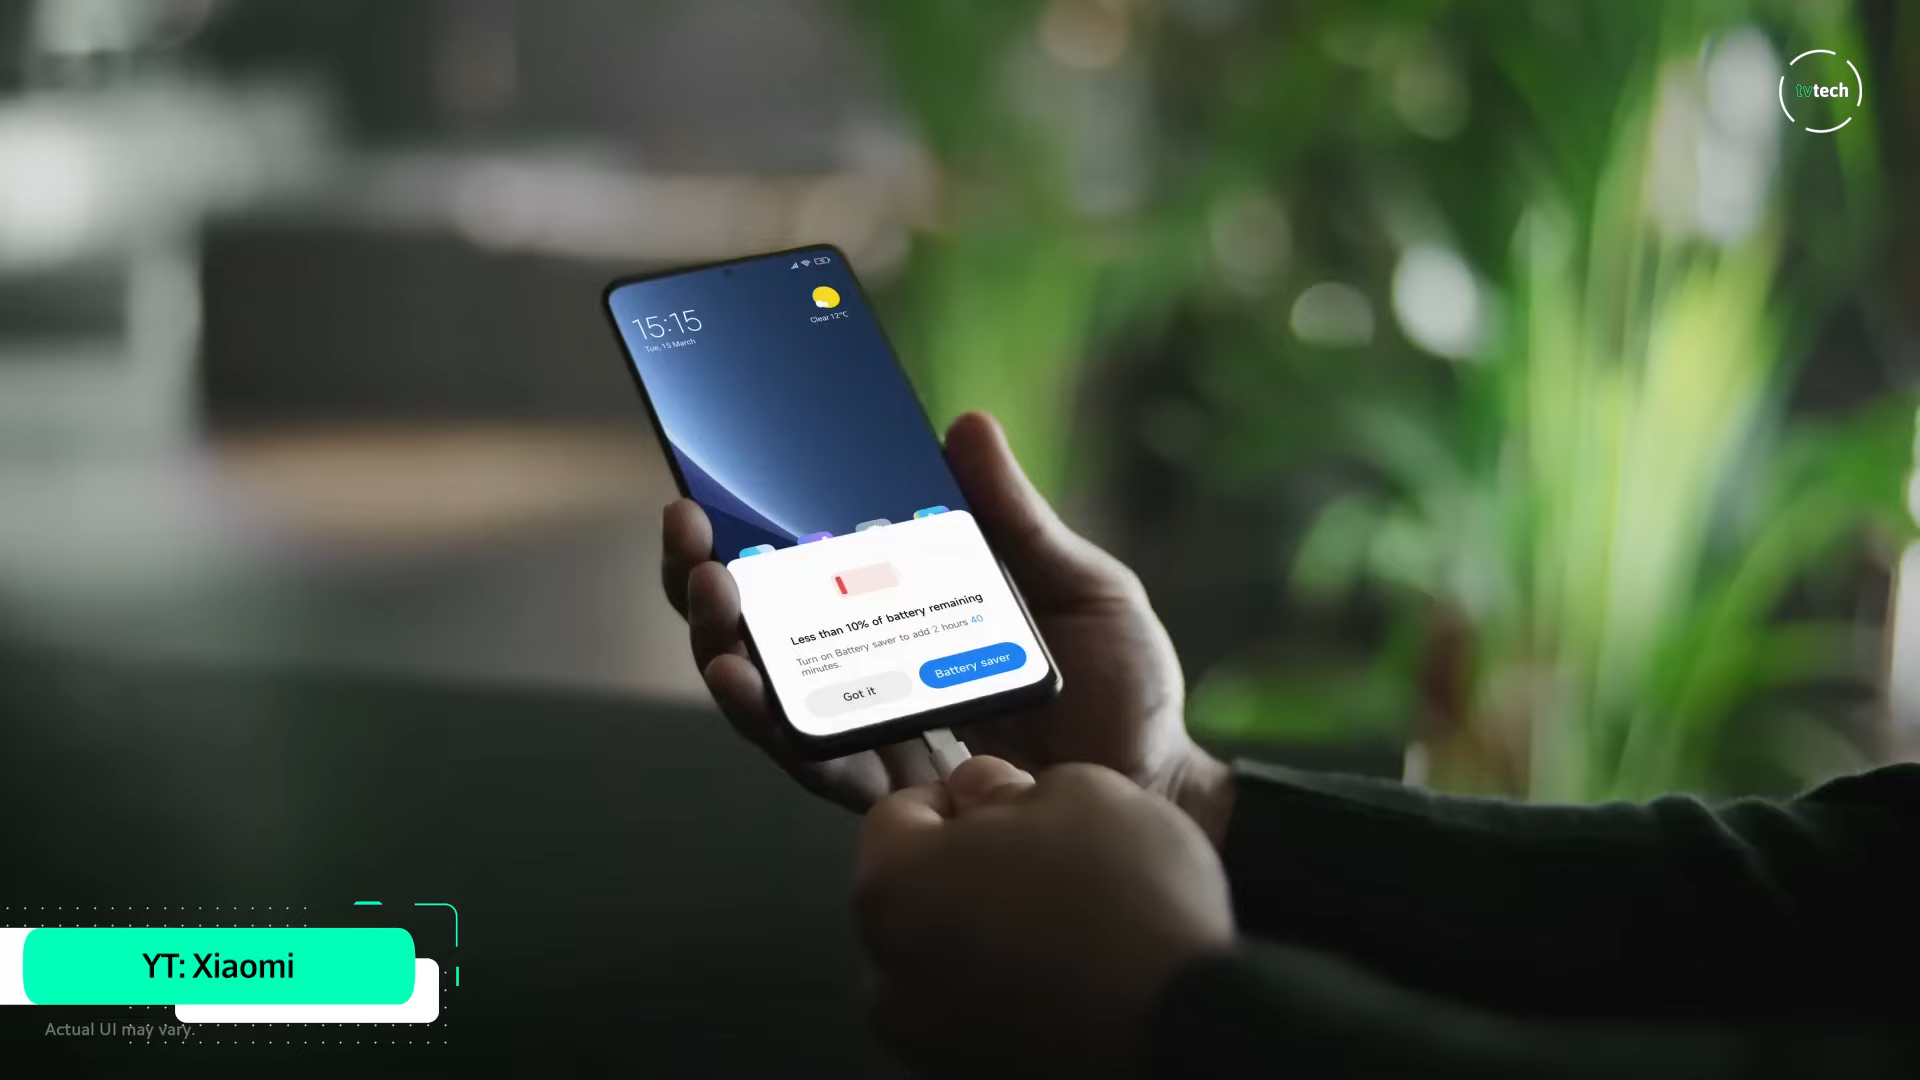 tvtech
15:15
Tue, 15 March
Clear 12°C
Less than 10% of battery remaining
Turn on Battery saver to add 2 hours 40
minutes.
Got it
Battery saver
YT: Xiaomi
Actual UI may vary.